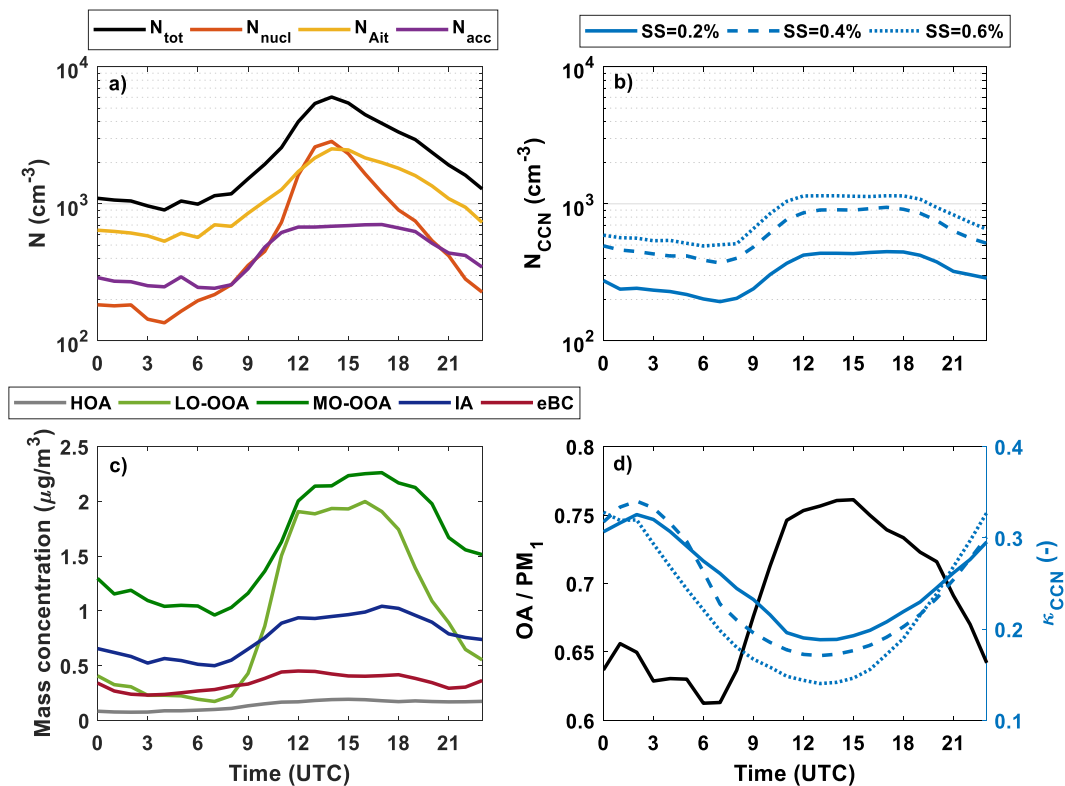 N_tot N_nucl N_Ait N_acc
SS=0.2% SS=0.4% SS=0.6%
a)
10^4
10^3
10^2
N (cm^-3)
0 3 6 9 12 15 18 21
b)
10^4
10^3
10^2
N_CCN (cm^-3)
0 3 6 9 12 15 18 21
HOA LO-OOA MO-OOA IA eBC
c)
2.5
2
1.5
1
0.5
0
Mass concentration (μg/m^3)
0 3 6 9 12 15 18 21
Time (UTC)
d)
0.8
0.75
0.7
0.65
0.6
OA / PM_1
0.4
0.3
0.2
0.1
κ_CCN (-)
0 3 6 9 12 15 18 21
Time (UTC)